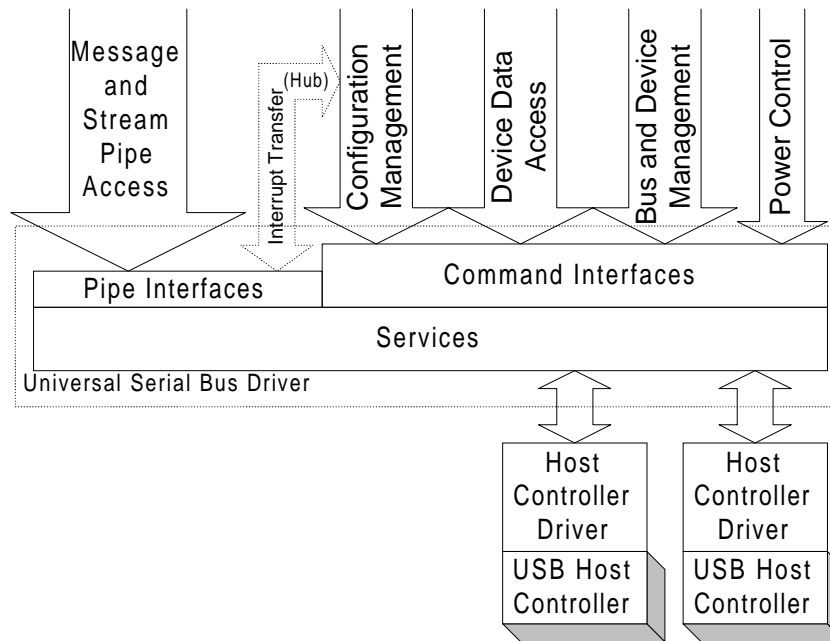 Message
and
Stream
Pipe
Access
(Hub)
Interrupt Transfer
Configuration
Management
Device Data
Access
Bus and Device
Management
Power Control
Pipe Interfaces
Command Interfaces
Services
Universal Serial Bus Driver
Host
Controller
Driver
USB Host
Controller
Host
Controller
Driver
USB Host
Controller